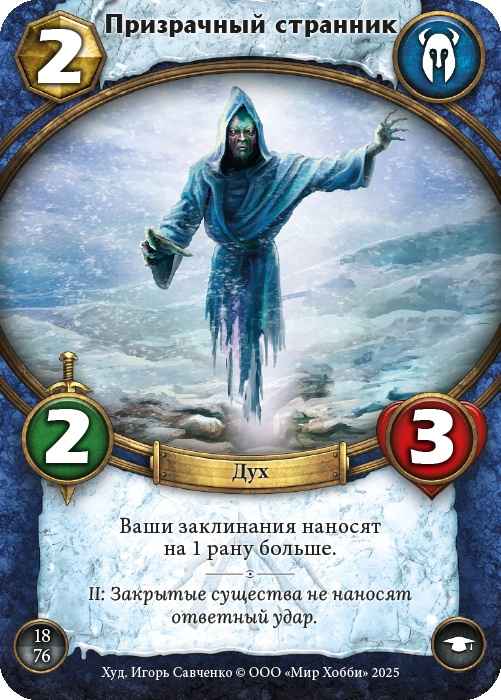 Призрачный странник
2
2
3
Дух
Ваши заклинания наносят
на 1 рану больше.
II: Закрытые существа не наносят
ответный удар.
18
76
Худ. Игорь Савченко © ООО «Мир Хобби» 2025